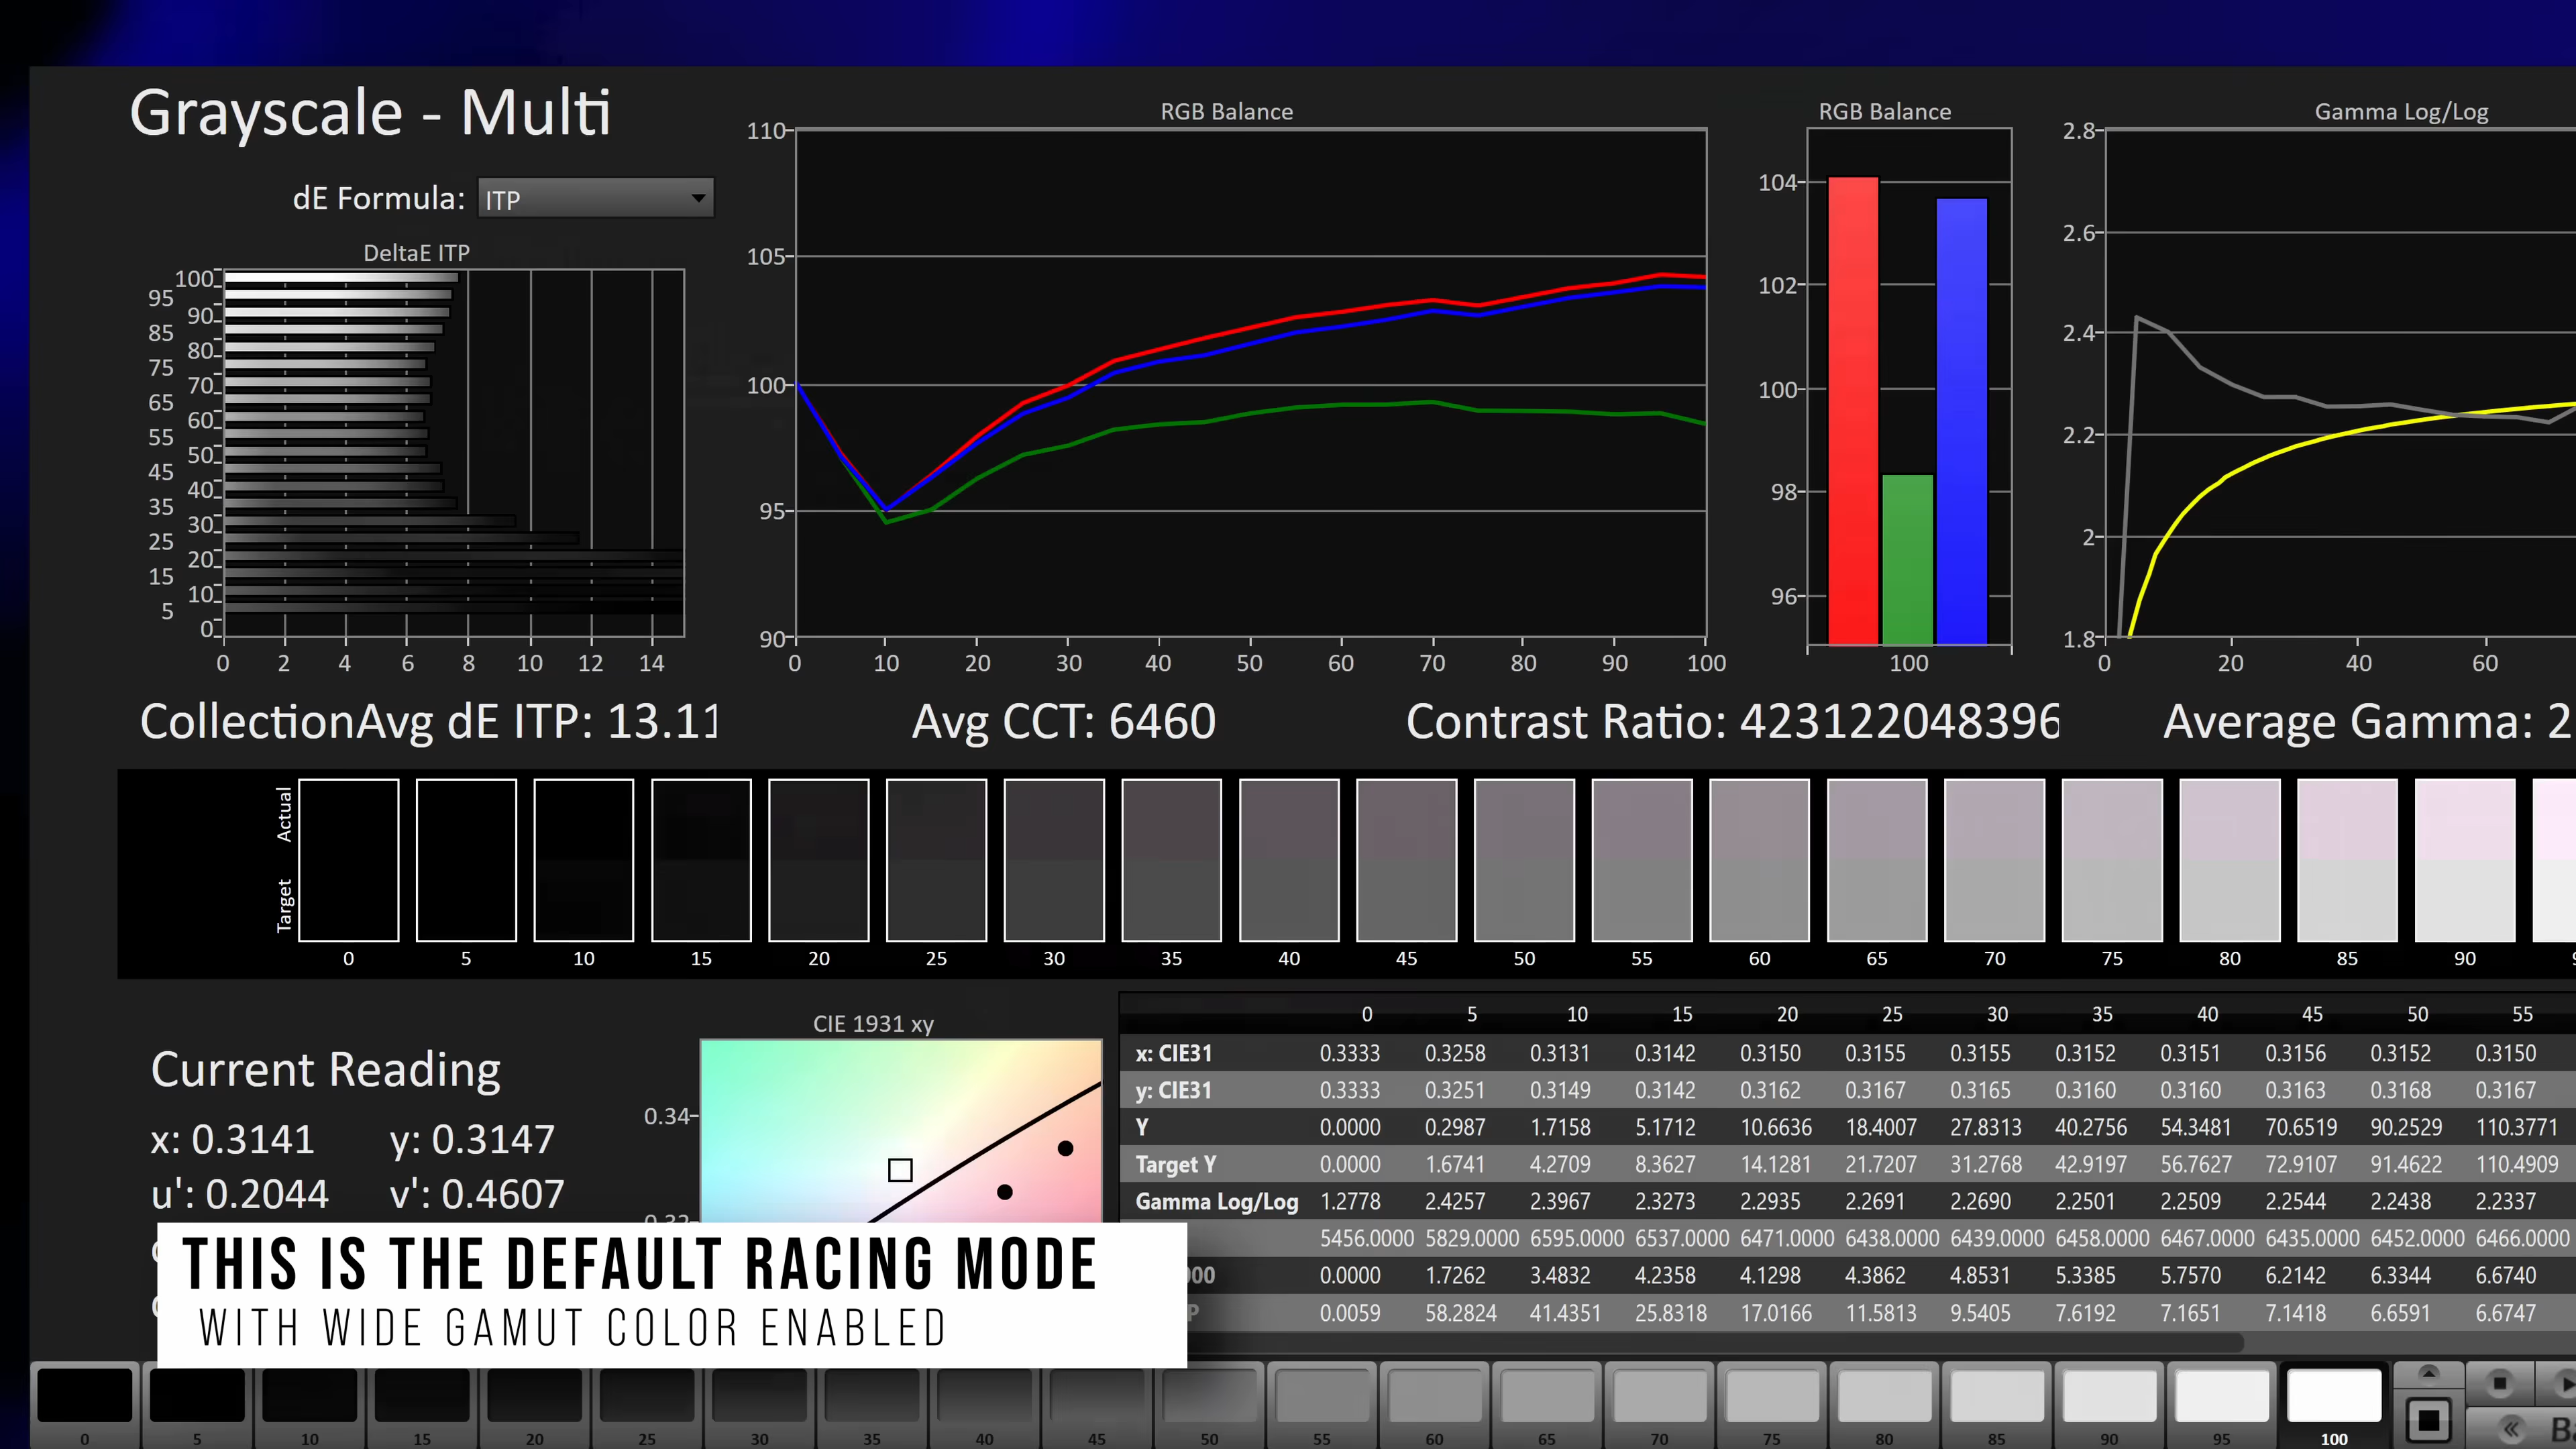 Grayscale - Multi
dE Formula: ITP
DeltaE ITP
100
95
90
85
80
75
70
65
60
55
50
45
40
35
30
25
20
15
10
5
0
0 2 4 6 8 10 12 14
RGB Balance
110
105
100
95
90
0 10 20 30 40 50 60 70 80 90 100
RGB Balance
104
102
100
98
96
100
Gamma Log/Log
2.8
2.6
2.4
2.2
2
1.8
0 20 40 60
CollectionAvg dE ITP: 13.11 Avg CCT: 6460 Contrast Ratio: 423122048396 Average Gamma: 2
Actual
Target
0 5 10 15 20 25 30 35 40 45 50 55 60 65 70 75 80 85 90
Current Reading
x: 0.3141 y: 0.3147
u': 0.2044 v': 0.4607
CIE 1931 xy
0.34
0 5 10 15 20 25 30 35 40 45 50 55
x: CIE31 0.3333 0.3258 0.3131 0.3142 0.3150 0.3155 0.3155 0.3152 0.3151 0.3156 0.3152 0.3150
y: CIE31 0.3333 0.3251 0.3149 0.3142 0.3162 0.3167 0.3165 0.3160 0.3160 0.3163 0.3168 0.3167
Y 0.0000 0.2987 1.7158 5.1712 10.6636 18.4007 27.8313 40.2756 54.3481 70.6519 90.2529 110.3771
Target Y 0.0000 1.6741 4.2709 8.3627 14.1281 21.7207 31.2768 42.9197 56.7627 72.9107 91.4622 110.4909
Gamma Log/Log 1.2778 2.4257 2.3967 2.3273 2.2935 2.2691 2.2690 2.2501 2.2509 2.2544 2.2438 2.2337
5456.0000 5829.0000 6595.0000 6537.0000 6471.0000 6438.0000 6439.0000 6458.0000 6467.0000 6435.0000 6452.0000 6466.0000
0.0000 1.7262 3.4832 4.2358 4.1298 4.3862 4.8531 5.3385 5.7570 6.2142 6.3344 6.6740
0.0059 58.2824 41.4351 25.8318 17.0166 11.5813 9.5405 7.6192 7.1651 7.1418 6.6591 6.6747
THIS IS THE DEFAULT RACING MODE
WITH WIDE GAMUT COLOR ENABLED
0 5 10 15 20 25 30 35 40 45 50 55 60 65 70 75 80 85 90 95 100